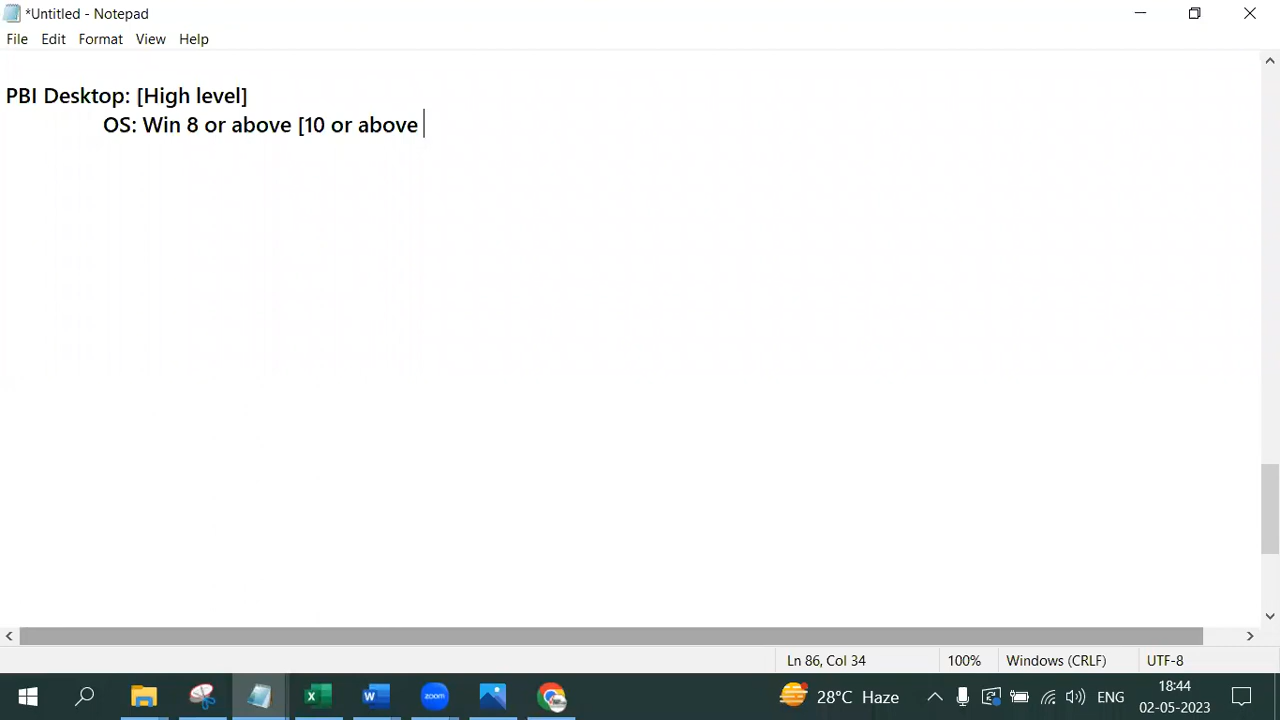 *Untitled - Notepad
File Edit Format View Help
PBI Desktop: [High level]
OS: Win 8 or above [10 or above
Ln 86, Col 34 100% Windows (CRLF) UTF-8
zoom
28°C Haze
ENG
18:44
02-05-2023